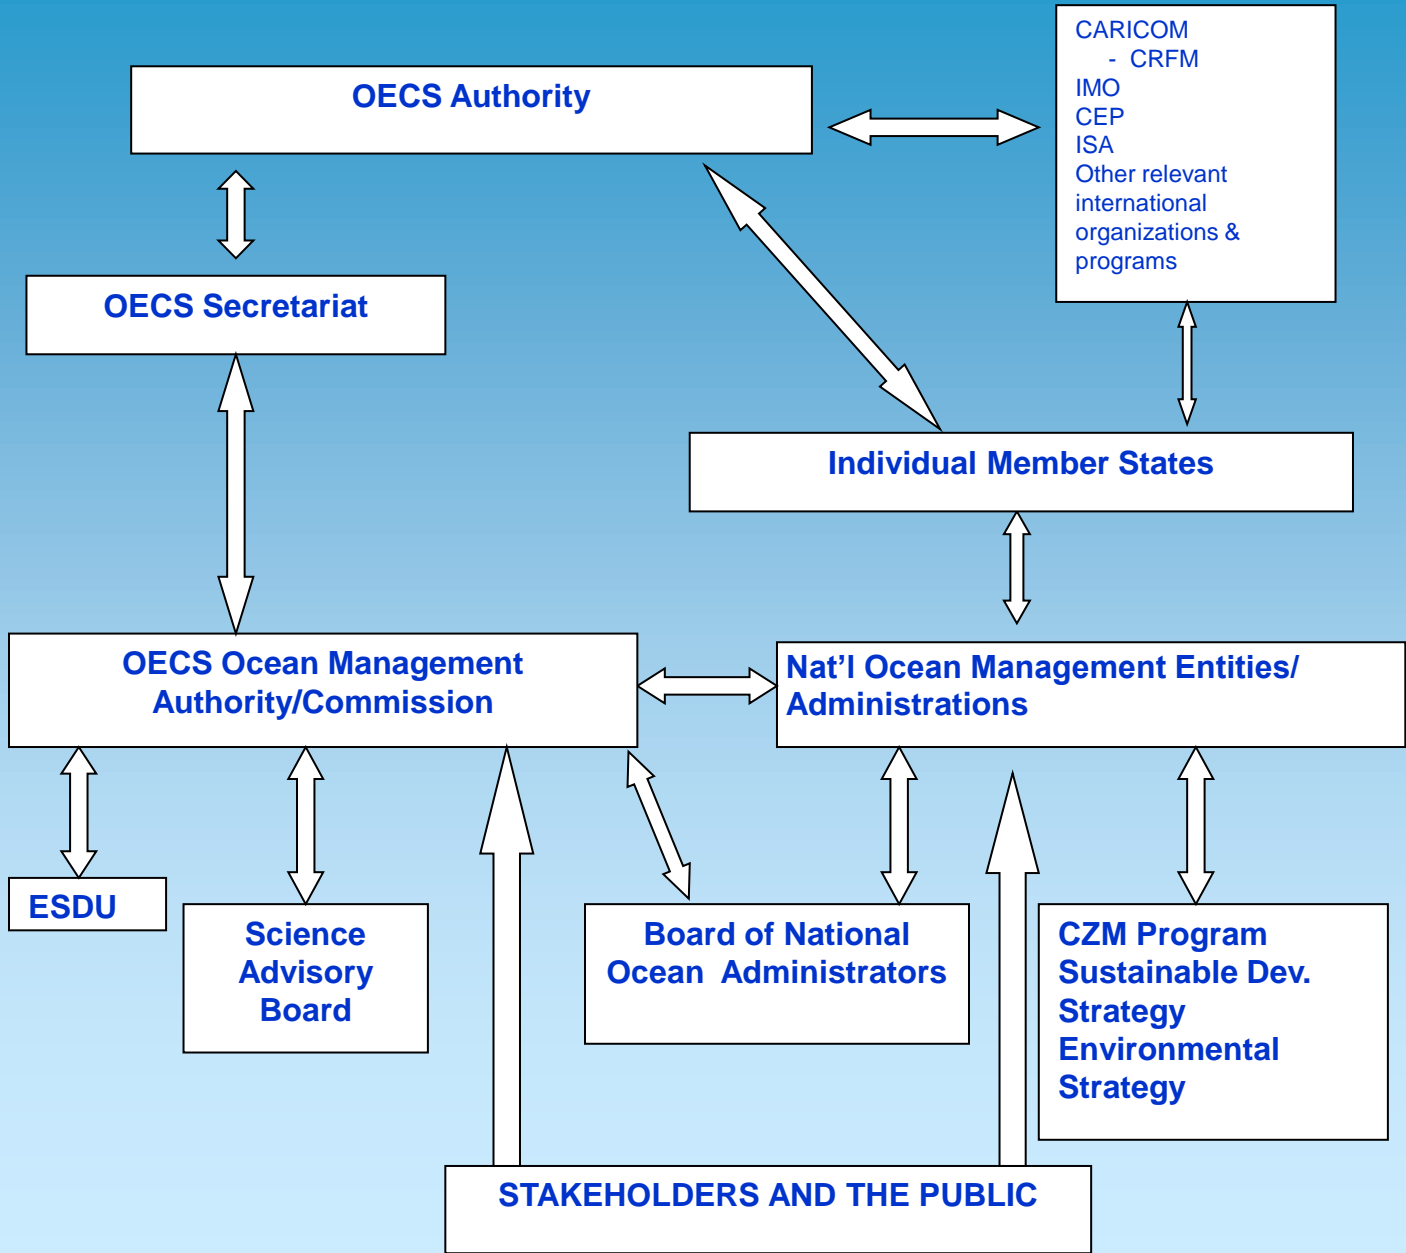 OECS Authority
CARICOM
- CRFM
IMO
CEP
ISA
Other relevant
international
organizations &
programs
OECS Secretariat
Individual Member States
OECS Ocean Management
Authority/Commission
Nat’l Ocean Management Entities/
Administrations
ESDU
Science
Advisory
Board
Board of National
Ocean Administrators
CZM Program
Sustainable Dev.
Strategy
Environmental
Strategy
STAKEHOLDERS AND THE PUBLIC